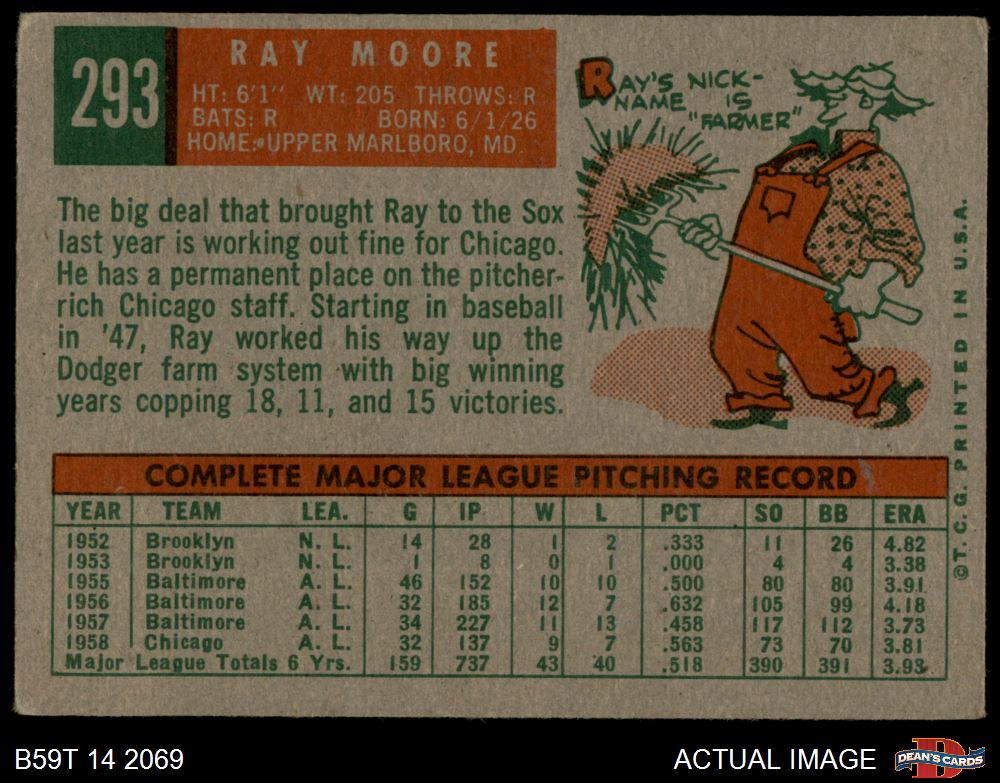 293
RAY MOORE
HT: 6'1" WT: 205 THROWS: R
BATS: R BORN: 6/1/26
HOME: UPPER MARLBORO, MD.
RAY'S NICK-
NAME IS
"FARMER"
The big deal that brought Ray to the Sox
last year is working out fine for Chicago.
He has a permanent place on the pitcher-
rich Chicago staff. Starting in baseball
in '47, Ray worked his way up the
Dodger farm system with big winning
years copping 18, 11, and 15 victories.
COMPLETE MAJOR LEAGUE PITCHING RECORD
YEAR TEAM LEA. G IP W L PCT SO BB ERA
1952 Brooklyn N. L. 14 28 1 2 .333 11 26 4.82
1953 Brooklyn N. L. 1 8 0 1 .000 4 4 3.38
1955 Baltimore A. L. 46 152 10 10 .500 80 80 3.91
1956 Baltimore A. L. 32 185 12 7 .632 105 99 4.18
1957 Baltimore A. L. 34 227 11 13 .458 117 112 3.73
1958 Chicago A. L. 32 137 9 7 .563 73 70 3.81
Major League Totals 6 Yrs. 159 737 43 40 .518 390 391 3.93
©T. C. G. PRINTED IN U.S.A.
B59T 14 2069
ACTUAL IMAGE
D
DEAN'S CARDS